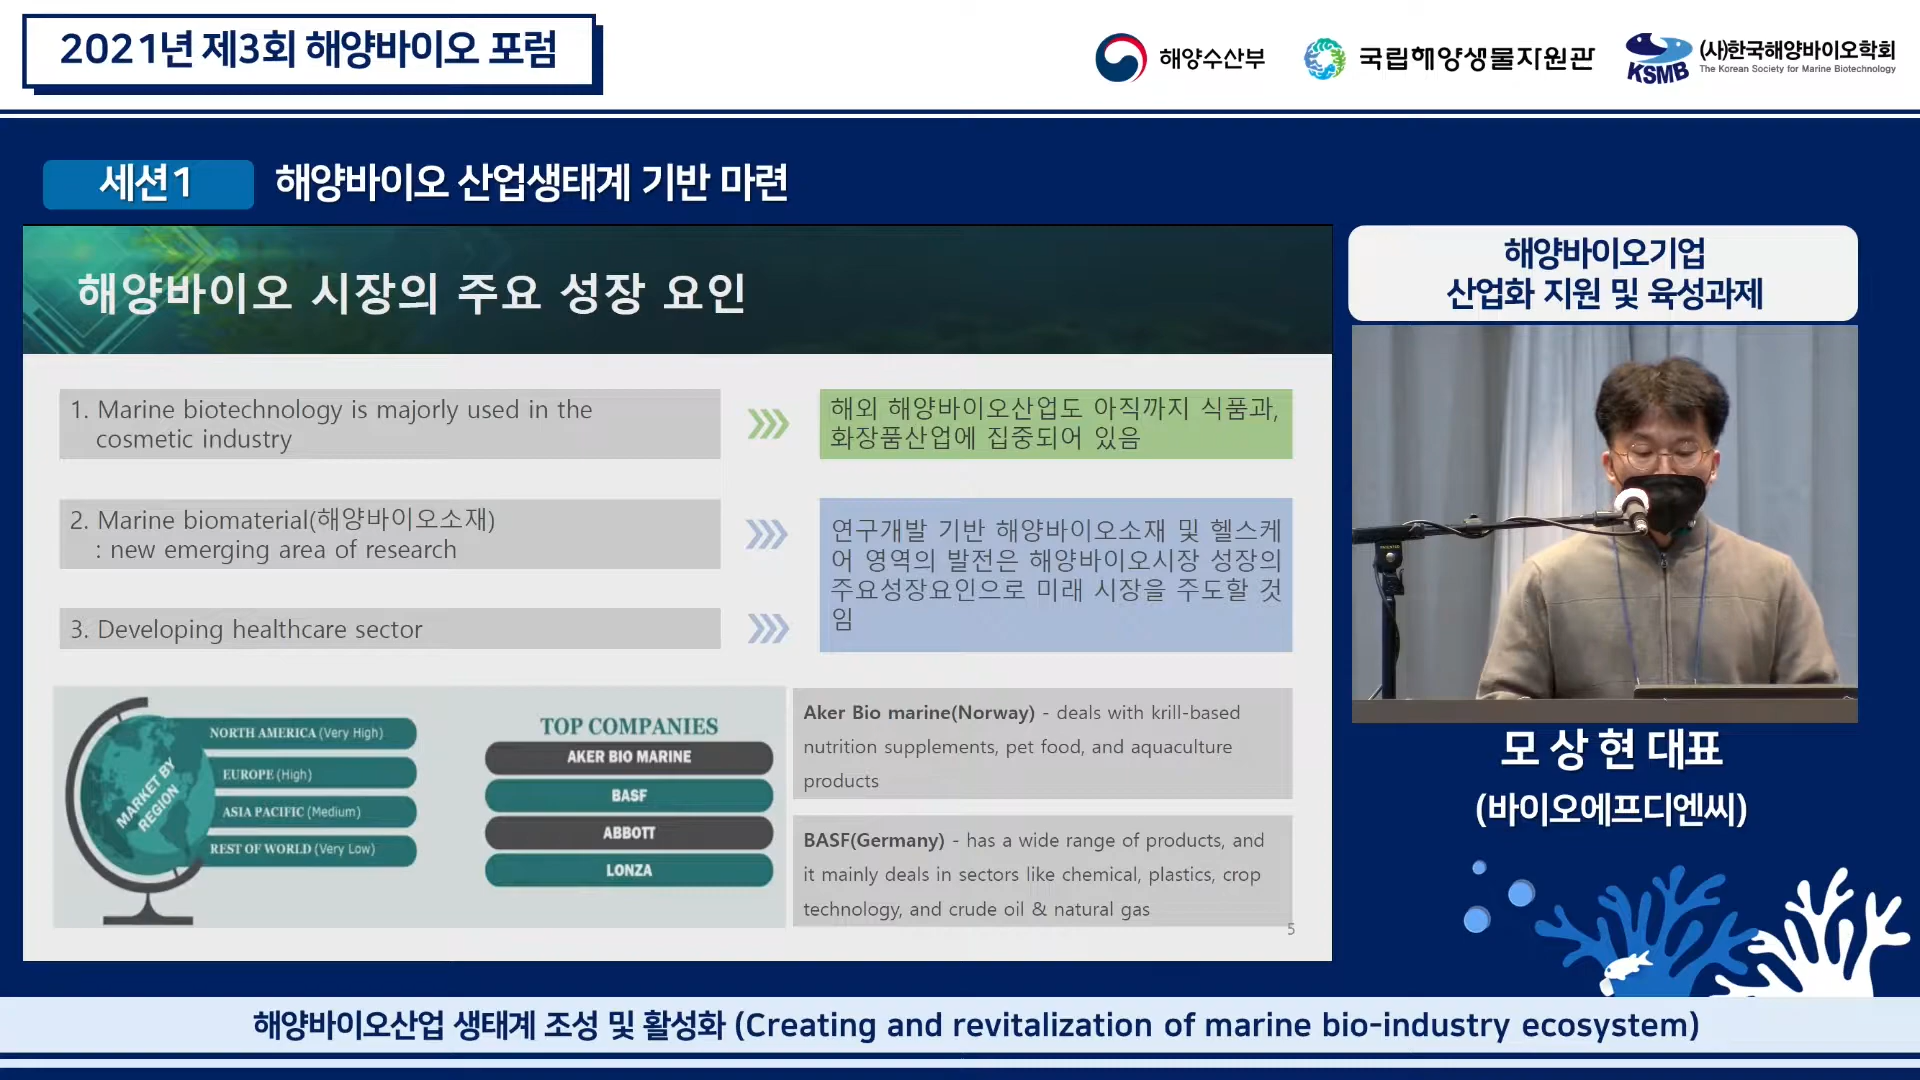 2021년 제3회 해양바이오 포럼
해양수산부
국립해양생물자원관
KSMB
(사)한국해양바이오학회
The Korean Society for Marine Biotechnology
세션1
해양바이오 산업생태계 기반 마련
해양바이오 시장의 주요 성장 요인
1. Marine biotechnology is majorly used in the
cosmetic industry
해외 해양바이오산업도 아직까지 식품과,
화장품산업에 집중되어 있음
2. Marine biomaterial(해양바이오소재)
: new emerging area of research
연구개발 기반 해양바이오소재 및 헬스케
어 영역의 발전은 해양바이오시장 성장의
주요성장요인으로 미래 시장을 주도할 것
임
3. Developing healthcare sector
MARKET BY
REGION
NORTH AMERICA (Very High)
EUROPE (High)
ASIA PACIFIC (Medium)
REST OF WORLD (Very Low)
TOP COMPANIES
AKER BIO MARINE
BASF
ABBOTT
LONZA
Aker Bio marine(Norway) - deals with krill-based
nutrition supplements, pet food, and aquaculture
products
BASF(Germany) - has a wide range of products, and
it mainly deals in sectors like chemical, plastics, crop
technology, and crude oil & natural gas
5
해양바이오기업
산업화 지원 및 육성과제
모 상 현 대표
(바이오에프디엔씨)
해양바이오산업 생태계 조성 및 활성화 (Creating and revitalization of marine bio-industry ecosystem)